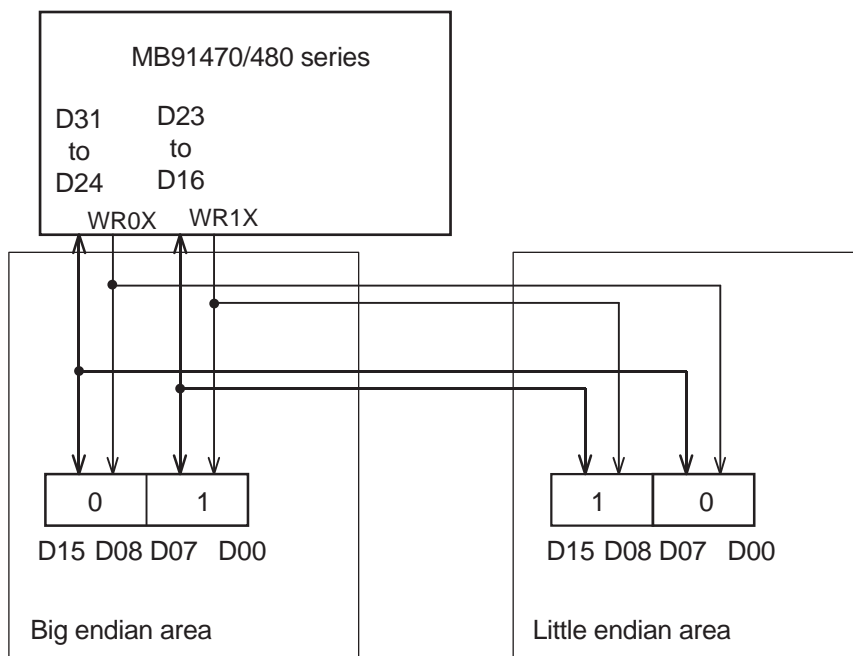 MB91470/480 series
D31 D23
to to
D24 D16
WR0X WR1X
0 1 1 0
D15 D08 D07 D00 D15 D08 D07 D00
Big endian area Little endian area